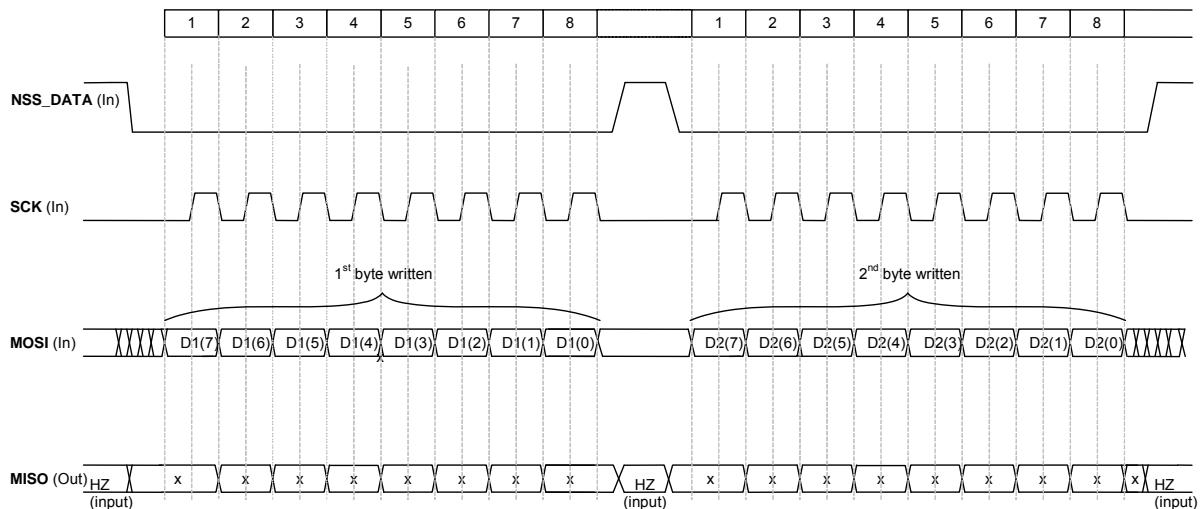 1 2 3 4 5 6 7 8 1 2 3 4 5 6 7 8
NSS_DATA (In)
SCK (In)
1st byte written 2nd byte written
MOSI (In) D1(7) D1(6) D1(5) D1(4) D1(3) D1(2) D1(1) D1(0) D2(7) D2(6) D2(5) D2(4) D2(3) D2(2) D2(1) D2(0)
x
MISO (Out) HZ x x x x x x x x HZ x x x x x x x x x HZ
(input) (input) (input)